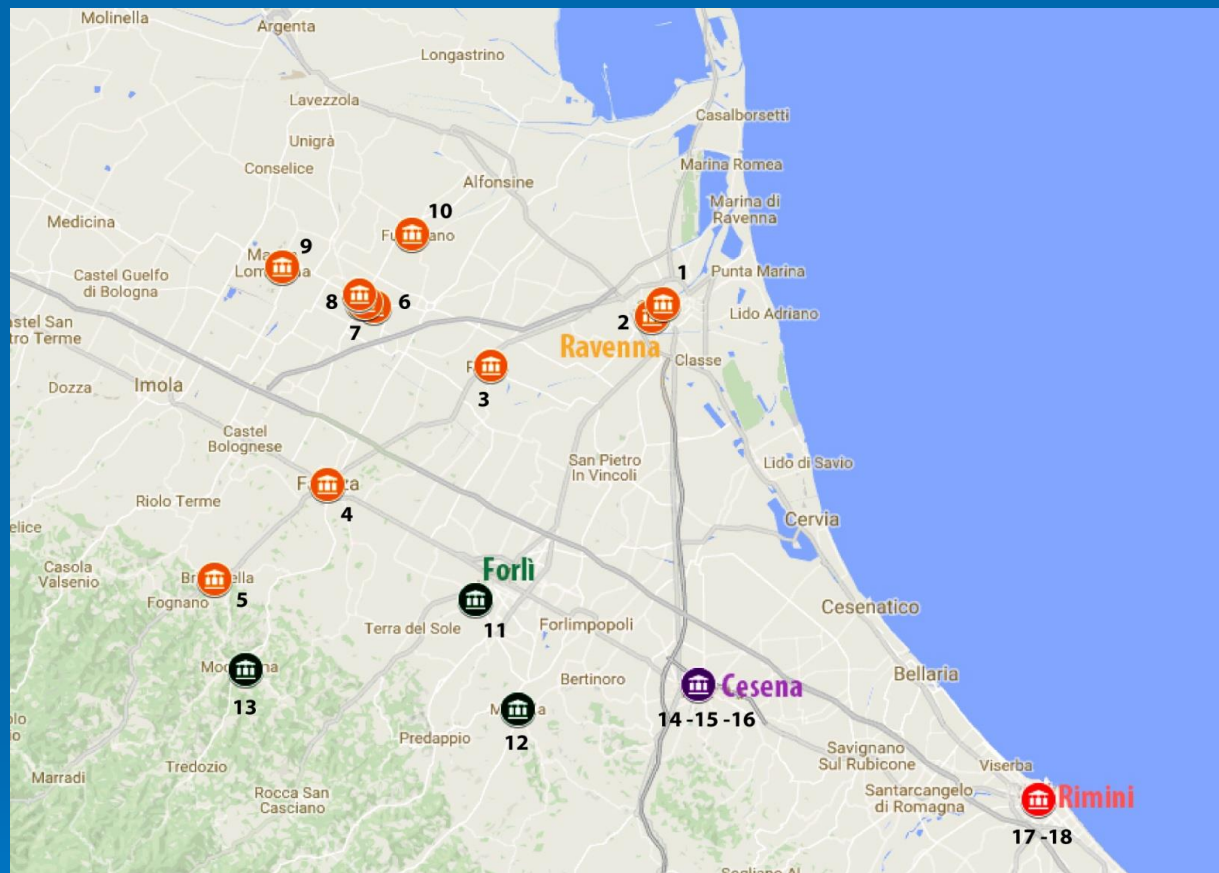 Molinella
Argenta
Longastrino
Lavezzola
Casalborsetti
Unigrà
Conselice
Marina Romea
Alfonsine
Marina di
Ravenna
Medicina
10
9
Castel Guelfo
di Bologna
1
Punta Marina
8
6
7
2
Lido Adriano
Ravenna
Classe
Dozza
Imola
3
Castel
Bolognese
San Pietro
In Vincoli
Lido di Savio
Riolo Terme
4
Cervia
Casola
Valsenio
Forlì
Fognano
5
11
Cesenatico
Terra del Sole
Forlimpopoli
Bellaria
13
Bertinoro
Cesena
12
14 -15 -16
Predappio
Marradi
Tredozio
Savignano
Sul Rubicone
Viserba
Rocca San
Casciano
Santarcangelo
di Romagna
Rimini
17 -18